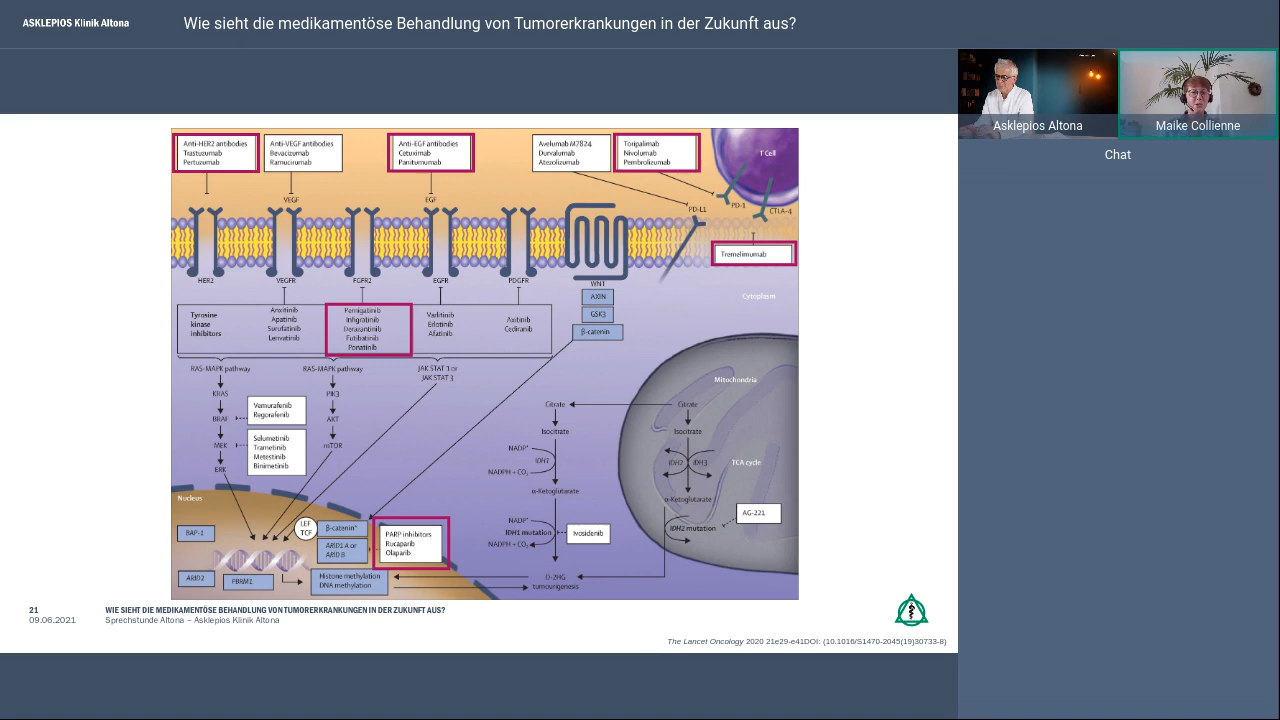 ASKLEPIOS Klinik Altona
Wie sieht die medikamentöse Behandlung von Tumorerkrankungen in der Zukunft aus?
Asklepios Altona
Maike Collienne
Chat
Anti-HER2 antibodies
Trastuzumab
Pertuzumab
Anti-VEGF antibodies
Bevacizumab
Ramucirumab
Anti-EGF antibodies
Cetuximab
Panitumumab
Avelumab M7824
Durvalumab
Atezolizumab
Toripalimab
Nivolumab
Pembrolizumab
T Cell
VEGF
EGF
PD-L1
PD-1
CTLA-4
Tremelimumab
HER2
VEGFR
FGFR2
EGFR
PDGFR
WNT
AXIN
GSK3
β-catenin
Cytoplasm
Tyrosine
kinase
inhibitors
Anxitinib
Apatinib
Surufatinib
Lenvatinib
Pemigatinib
Infigratinib
Derazantinib
Futibatinib
Ponatinib
Varlitinib
Erlotinib
Afatinib
Axitinib
Cediranib
RAS-MAPK pathway
RAS-MAPK pathway
JAK STAT 1 or
JAK STAT 3
KRAS
BRAF
MEK
ERK
Vemurafenib
Regorafenib
Selumetinib
Trametinib
Metestinib
Binimetinib
PIK3
AKT
mTOR
Mitochondria
Citrate
Citrate
Isocitrate
Isocitrate
NADP⁺
IDH1
NADPH + CO₂
IDH2
IDH3
TCA cycle
α-Ketoglutarate
α-Ketoglutarate
AG-221
IDH2 mutation
NADP⁺
IDH1 mutation
NADPH + CO₂
Ivosidenib
D-2HG
tumourigenesis
Nucleus
BAP-1
ARID2
PBRM1
LEF
TCF
β-catenin*
ARID1 A or
ARID B
PARP inhibitors
Rucaparib
Olaparib
Histone methylation
DNA methylation
21
WIE SIEHT DIE MEDIKAMENTÖSE BEHANDLUNG VON TUMORERKRANKUNGEN IN DER ZUKUNFT AUS?
09.06.2021
Sprechstunde Altona – Asklepios Klinik Altona
The Lancet Oncology 2020 21e29-e41DOI: (10.1016/S1470-2045(19)30733-8)